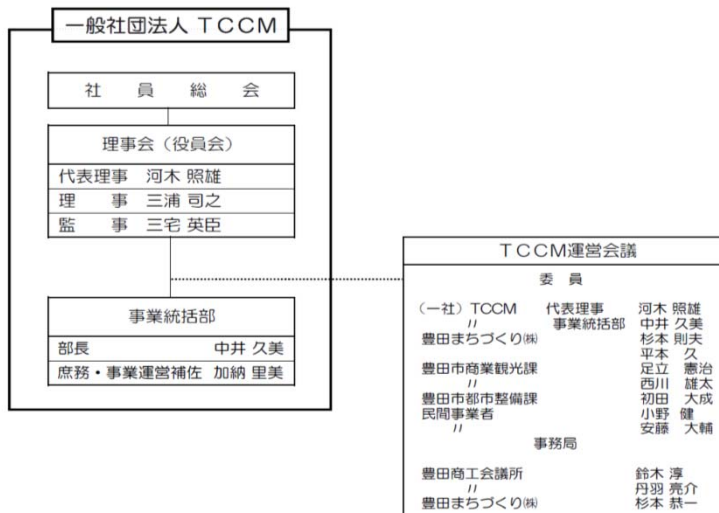 一般社団法人 TCCM
社員総会
理事会（役員会）
代表理事 河木 照雄
理事 三浦 司之
監事 三宅 英臣
事業統括部
部長 中井 久美
庶務・事業運営補佐 加納 里美
TCCM運営会議
委員
（一社）TCCM 代表理事 河木 照雄
〃 事業統括部 中井 久美
豊田まちづくり㈱ 杉本 則夫
平本 久
豊田市商業観光課 足立 憲治
〃 西川 雄太
豊田市都市整備課 初田 大成
民間事業者 小野 健
〃 安藤 大輔
事務局
豊田商工会議所 鈴木 淳
〃 丹羽 亮介
豊田まちづくり㈱ 杉本 恭一